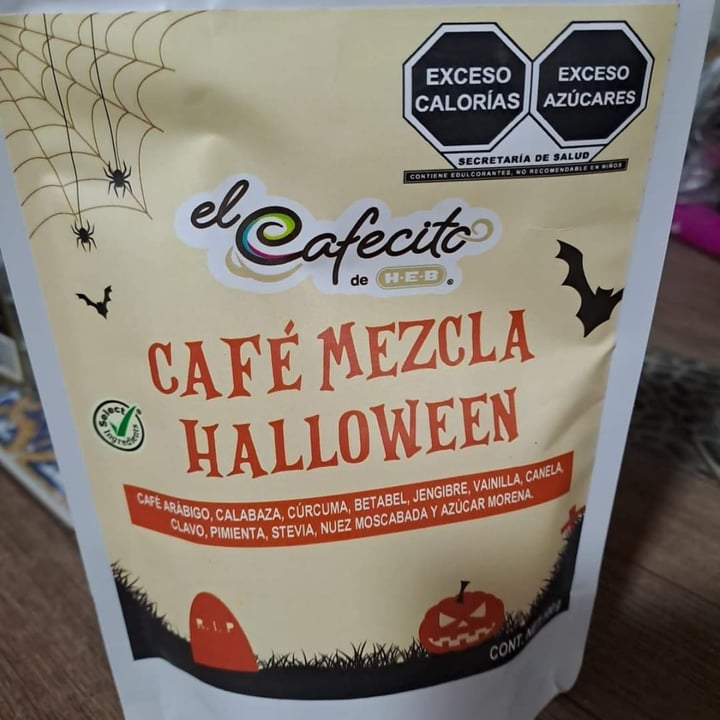 EXCESO
CALORÍAS
EXCESO
AZÚCARES
SECRETARÍA DE SALUD
CONTIENE EDULCORANTES, NO RECOMENDABLE EN NIÑOS
el Cafecito
de H-E-B ®
CAFÉ MEZCLA
HALLOWEEN
Select
Ingredients
CAFÉ ARÁBIGO, CALABAZA, CÚRCUMA, BETABEL, JENGIBRE, VAINILLA, CANELA,
CLAVO, PIMIENTA, STEVIA, NUEZ MOSCABADA Y AZÚCAR MORENA.
R.I.P
CONT.